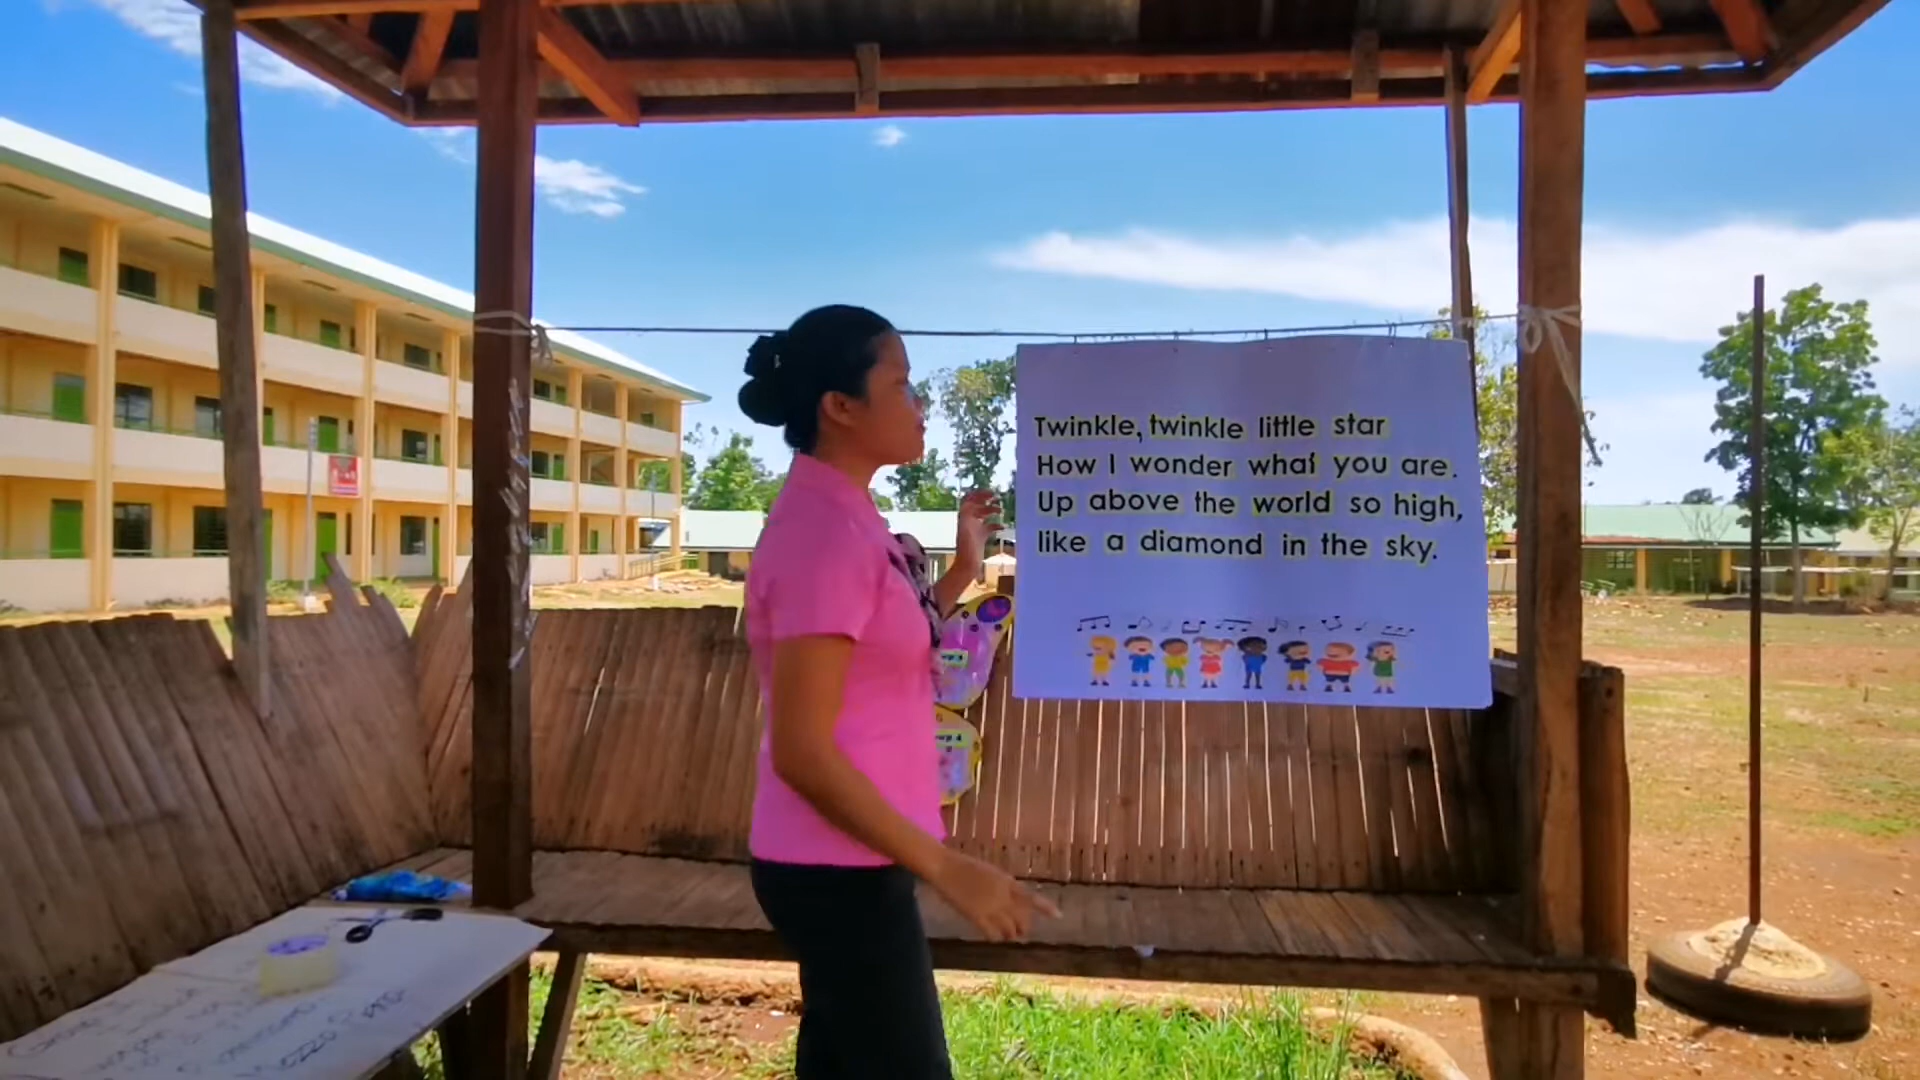 Twinkle, twinkle little star
How I wonder what you are.
Up above the world so high,
like a diamond in the sky.